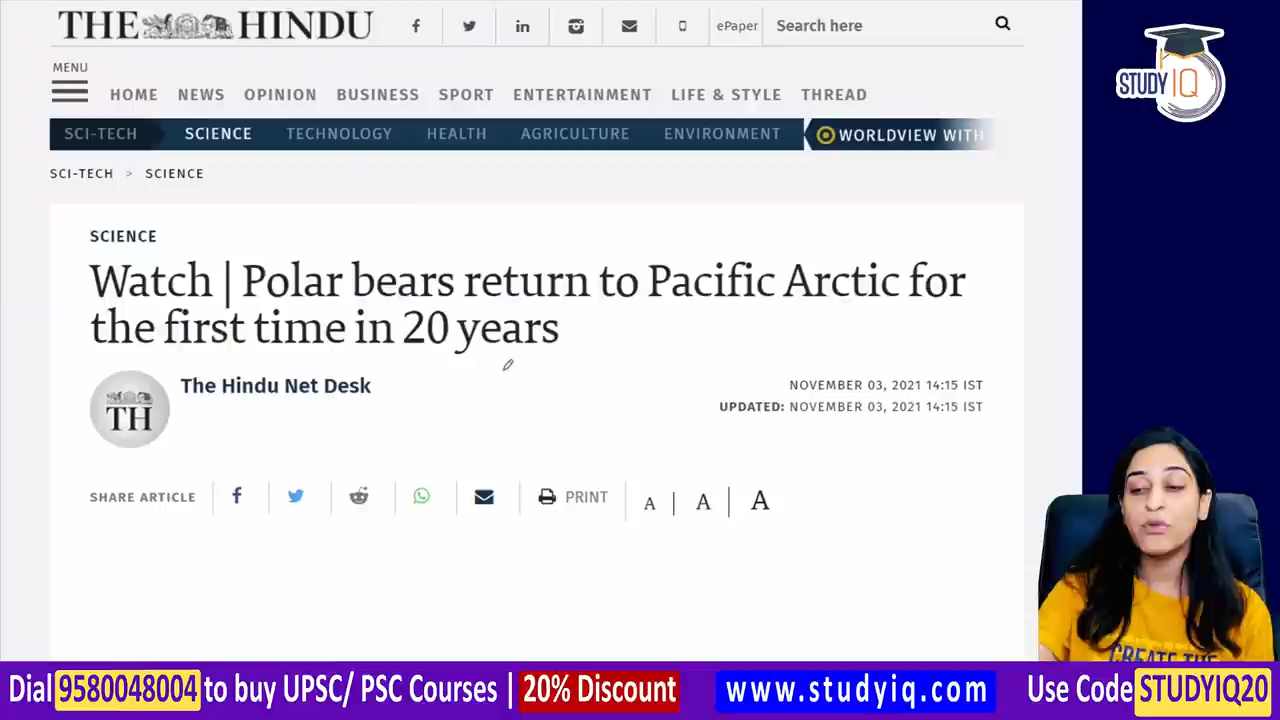 THE HINDU
ePaper
Search here
MENU
HOME NEWS OPINION BUSINESS SPORT ENTERTAINMENT LIFE & STYLE THREAD
SCI-TECH SCIENCE TECHNOLOGY HEALTH AGRICULTURE ENVIRONMENT WORLDVIEW WITH
SCI-TECH > SCIENCE
SCIENCE
Watch | Polar bears return to Pacific Arctic for
the first time in 20 years
TH
The Hindu Net Desk
NOVEMBER 03, 2021 14:15 IST
UPDATED: NOVEMBER 03, 2021 14:15 IST
SHARE ARTICLE PRINT A | A | A
STUDY IQ
CREATE THE
Dial 9580048004 to buy UPSC/ PSC Courses | 20% Discount www.studyiq.com Use Code STUDYIQ20